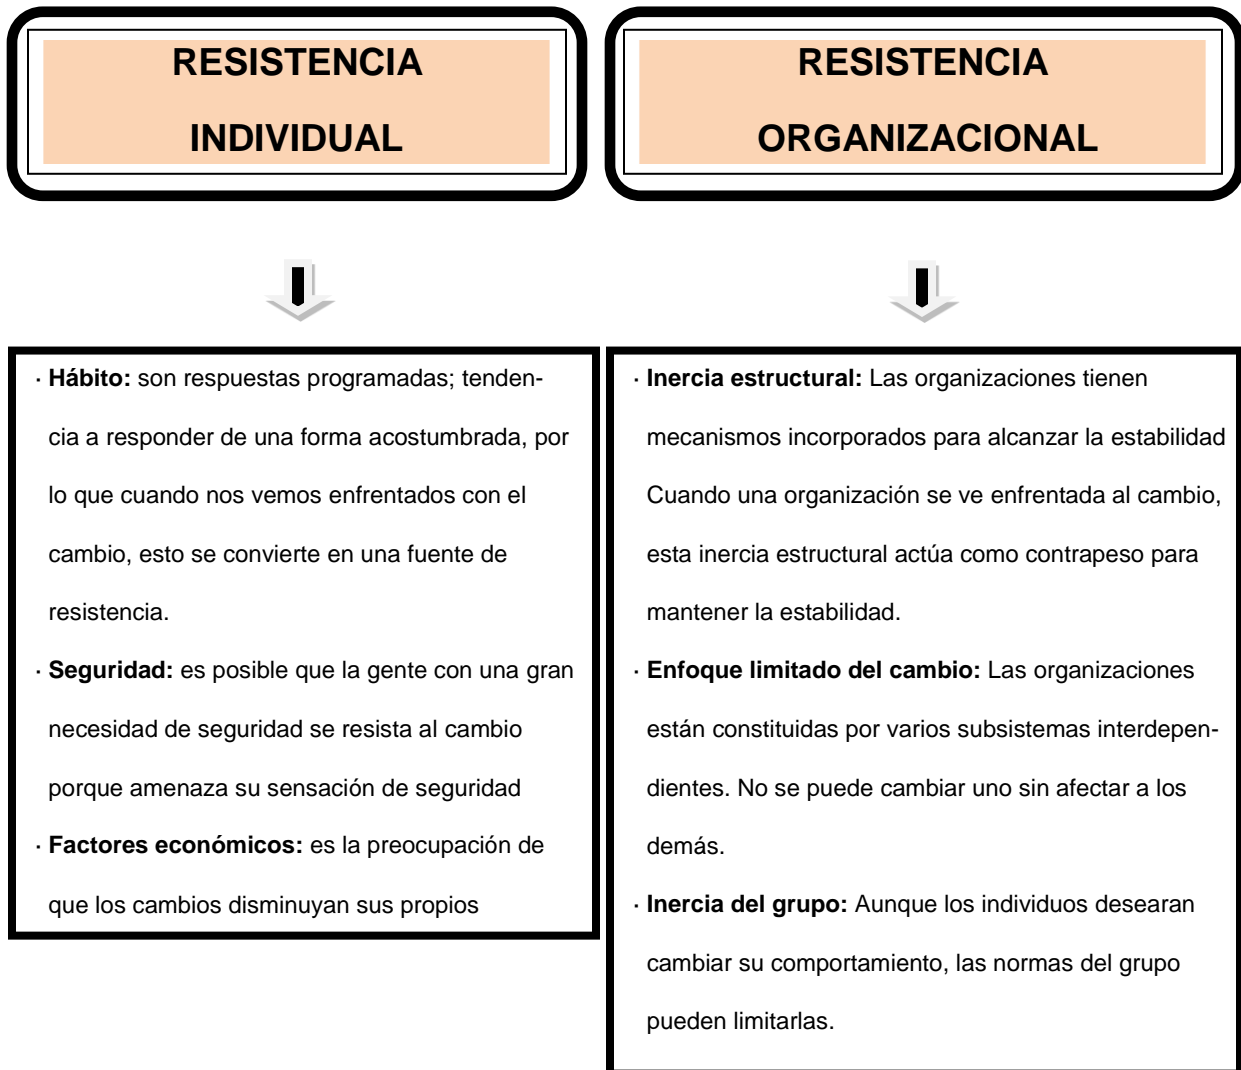 RESISTENCIA
INDIVIDUAL
· Hábito: son respuestas programadas; tenden-
cia a responder de una forma acostumbrada, por
lo que cuando nos vemos enfrentados con el
cambio, esto se convierte en una fuente de
resistencia.
· Seguridad: es posible que la gente con una gran
necesidad de seguridad se resista al cambio
porque amenaza su sensación de seguridad
· Factores económicos: es la preocupación de
que los cambios disminuyan sus propios
RESISTENCIA
ORGANIZACIONAL
· Inercia estructural: Las organizaciones tienen
mecanismos incorporados para alcanzar la estabilidad
Cuando una organización se ve enfrentada al cambio,
esta inercia estructural actúa como contrapeso para
mantener la estabilidad.
· Enfoque limitado del cambio: Las organizaciones
están constituidas por varios subsistemas interdepen-
dientes. No se puede cambiar uno sin afectar a los
demás.
· Inercia del grupo: Aunque los individuos desearan
cambiar su comportamiento, las normas del grupo
pueden limitarlas.